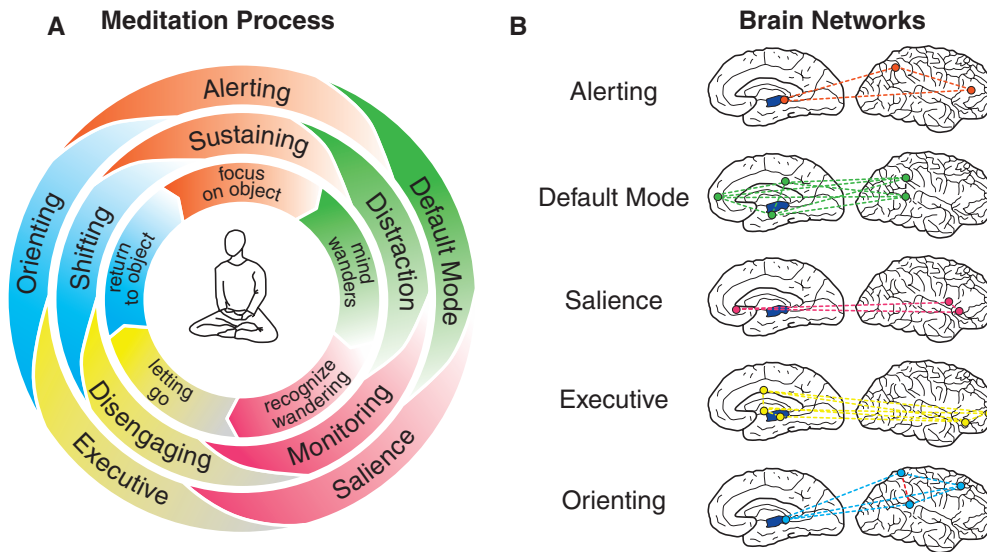 A
Meditation Process
Alerting
Sustaining
focus
on object
Default Mode
Distraction
mind
wanders
Salience
Monitoring
recognize
wandering
Executive
Disengaging
letting
go
Orienting
Shifting
return
to object
B
Brain Networks
Alerting
Default Mode
Salience
Executive
Orienting